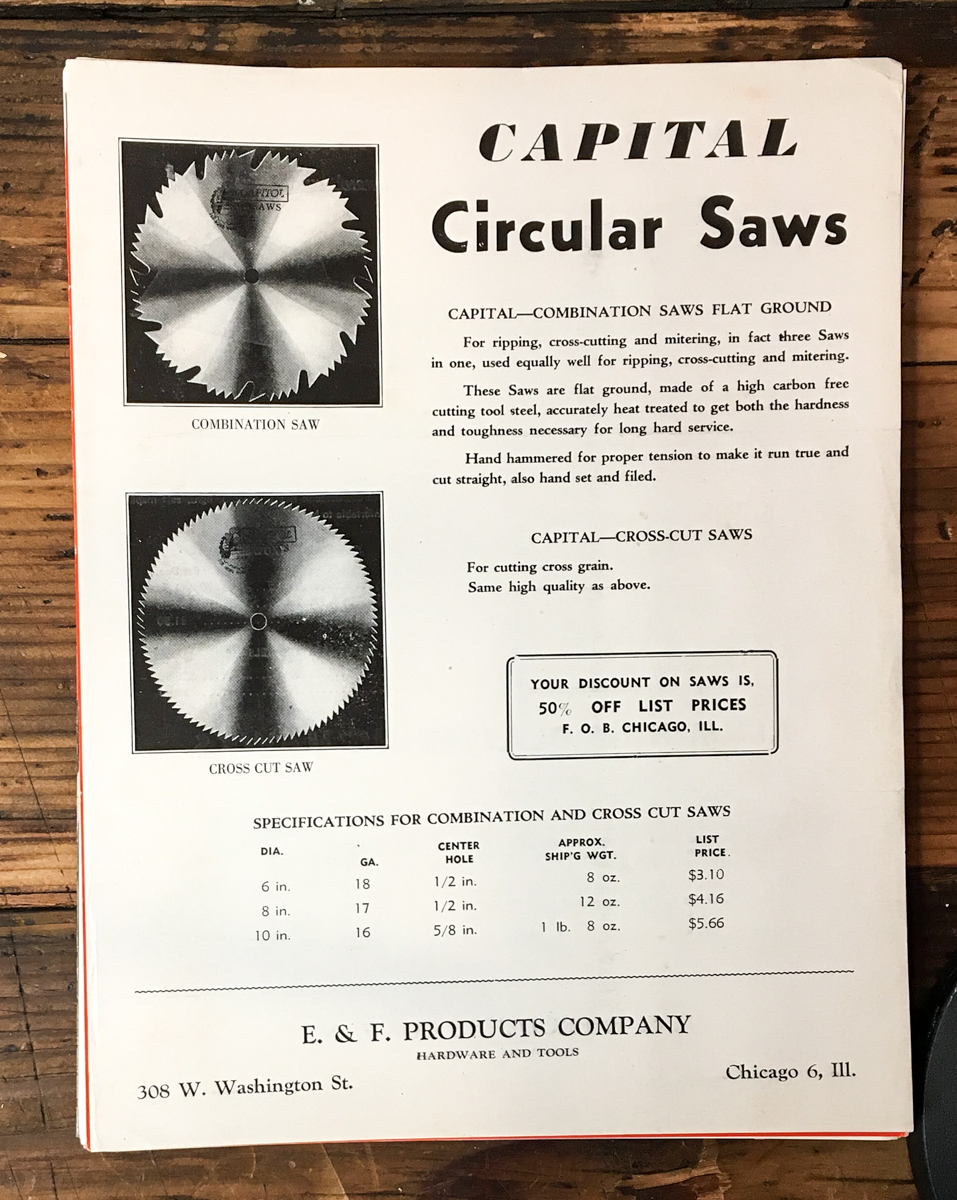 CAPITAL
Circular Saws
CAPITOL
SAWS
COMBINATION SAW
CAPITAL—COMBINATION SAWS FLAT GROUND
For ripping, cross-cutting and mitering, in fact three Saws
in one, used equally well for ripping, cross-cutting and mitering.
These Saws are flat ground, made of a high carbon free
cutting tool steel, accurately heat treated to get both the hardness
and toughness necessary for long hard service.
Hand hammered for proper tension to make it run true and
cut straight, also hand set and filed.
CROSS CUT SAW
CAPITAL—CROSS-CUT SAWS
For cutting cross grain.
Same high quality as above.
YOUR DISCOUNT ON SAWS IS,
50% OFF LIST PRICES
F. O. B. CHICAGO, ILL.
SPECIFICATIONS FOR COMBINATION AND CROSS CUT SAWS
DIA. GA. CENTER HOLE APPROX. SHIP'G WGT. LIST PRICE.
6 in. 18 1/2 in. 8 oz. $3.10
8 in. 17 1/2 in. 12 oz. $4.16
10 in. 16 5/8 in. 1 lb. 8 oz. $5.66
E. & F. PRODUCTS COMPANY
HARDWARE AND TOOLS
308 W. Washington St. Chicago 6, Ill.